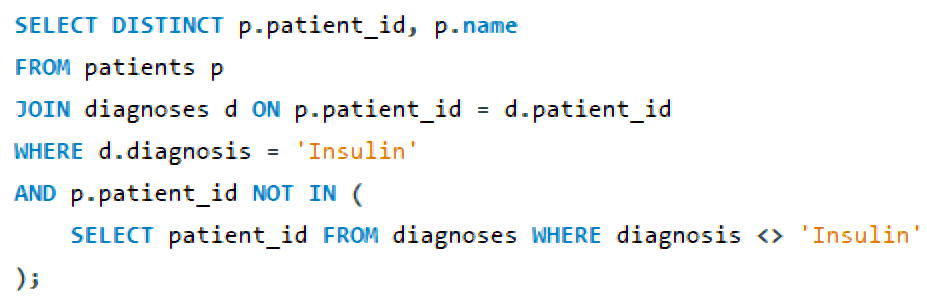 SELECT DISTINCT p.patient_id, p.name
FROM patients p
JOIN diagnoses d ON p.patient_id = d.patient_id
WHERE d.diagnosis = 'Insulin'
AND p.patient_id NOT IN (
    SELECT patient_id FROM diagnoses WHERE diagnosis <> 'Insulin'
);